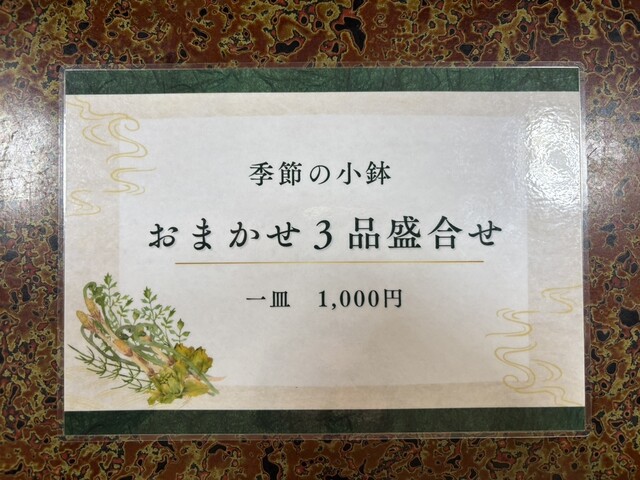 季節の小鉢
おまかせ３品盛合せ
一皿　1,000円